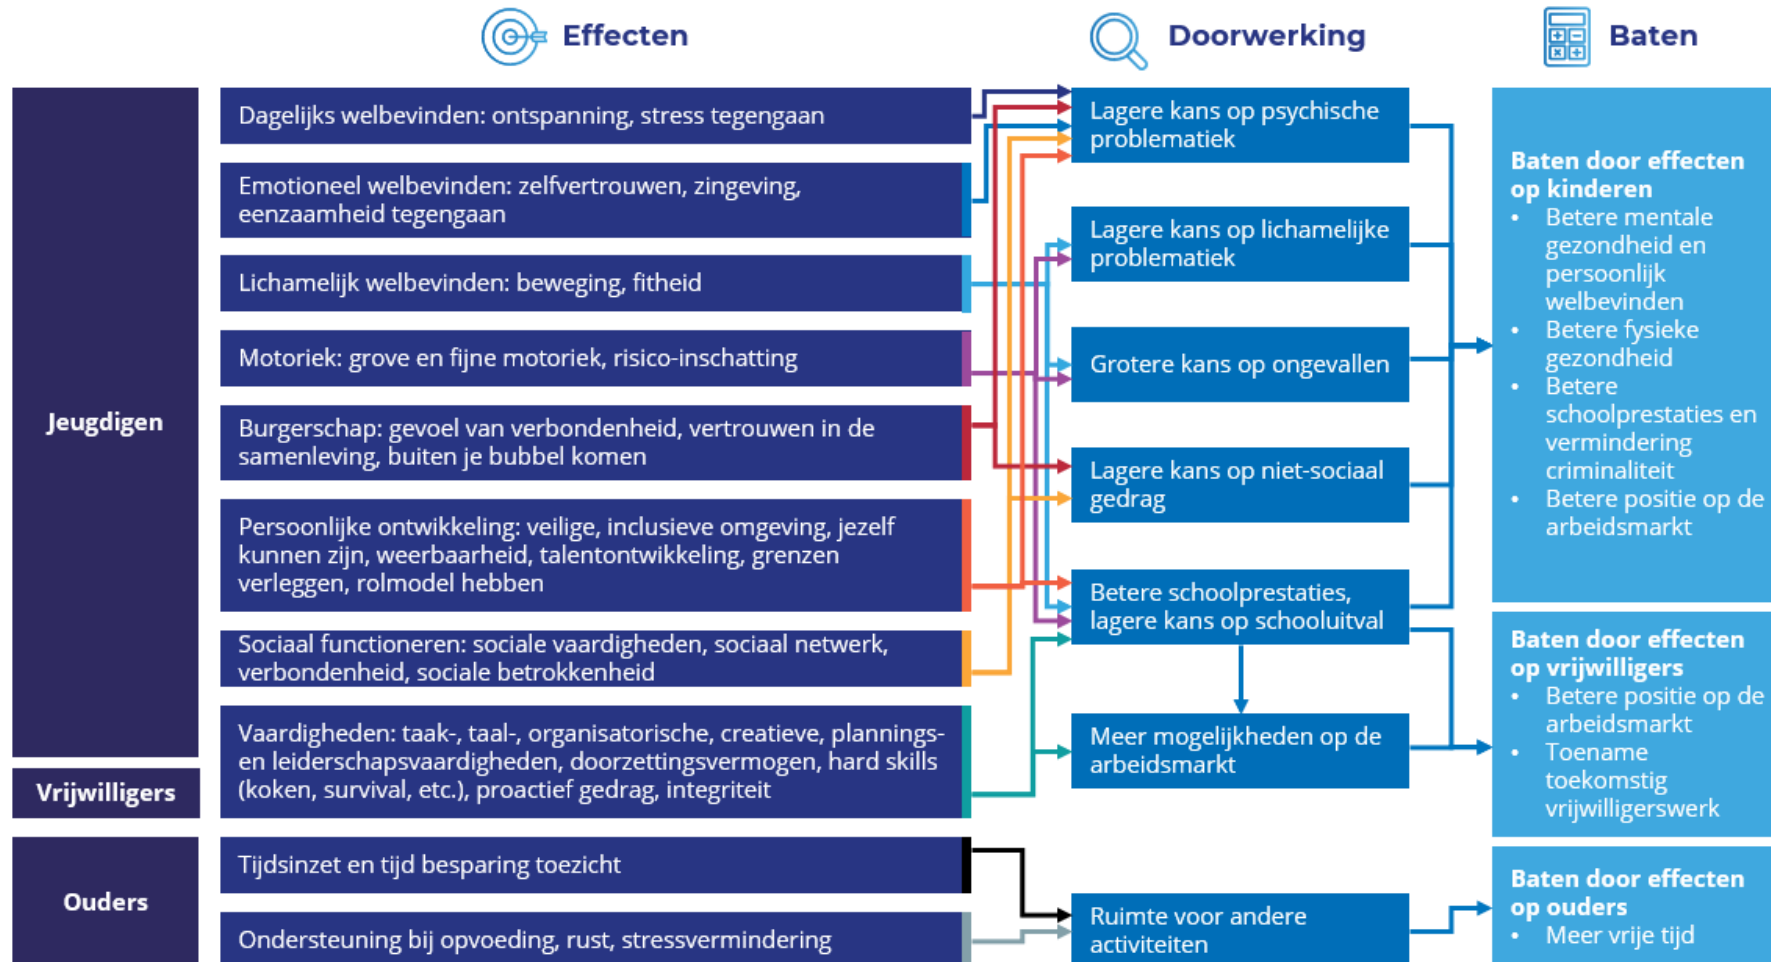 Effecten
Doorwerking
Baten
Jeugdigen
Vrijwilligers
Ouders
Dagelijks welbevinden: ontspanning, stress tegengaan
Emotioneel welbevinden: zelfvertrouwen, zingeving,
eenzaamheid tegengaan
Lichamelijk welbevinden: beweging, fitheid
Motoriek: grove en fijne motoriek, risico-inschatting
Burgerschap: gevoel van verbondenheid, vertrouwen in de
samenleving, buiten je bubbel komen
Persoonlijke ontwikkeling: veilige, inclusieve omgeving, jezelf
kunnen zijn, weerbaarheid, talentontwikkeling, grenzen
verleggen, rolmodel hebben
Sociaal functioneren: sociale vaardigheden, sociaal netwerk,
verbondenheid, sociale betrokkenheid
Vaardigheden: taak-, taal-, organisatorische, creatieve, plannings-
en leiderschapsvaardigheden, doorzettingsvermogen, hard skills
(koken, survival, etc.), proactief gedrag, integriteit
Tijdsinzet en tijd besparing toezicht
Ondersteuning bij opvoeding, rust, stressvermindering
Lagere kans op psychische
problematiek
Lagere kans op lichamelijke
problematiek
Grotere kans op ongevallen
Lagere kans op niet-sociaal
gedrag
Betere schoolprestaties,
lagere kans op schooluitval
Meer mogelijkheden op de
arbeidsmarkt
Ruimte voor andere
activiteiten
Baten door effecten
op kinderen
• Betere mentale
gezondheid en
persoonlijk
welbevinden
• Betere fysieke
gezondheid
• Betere
schoolprestaties en
vermindering
criminaliteit
• Betere positie op de
arbeidsmarkt
Baten door effecten
op vrijwilligers
• Betere positie op de
arbeidsmarkt
• Toename
toekomstig
vrijwilligerswerk
Baten door effecten
op ouders
• Meer vrije tijd